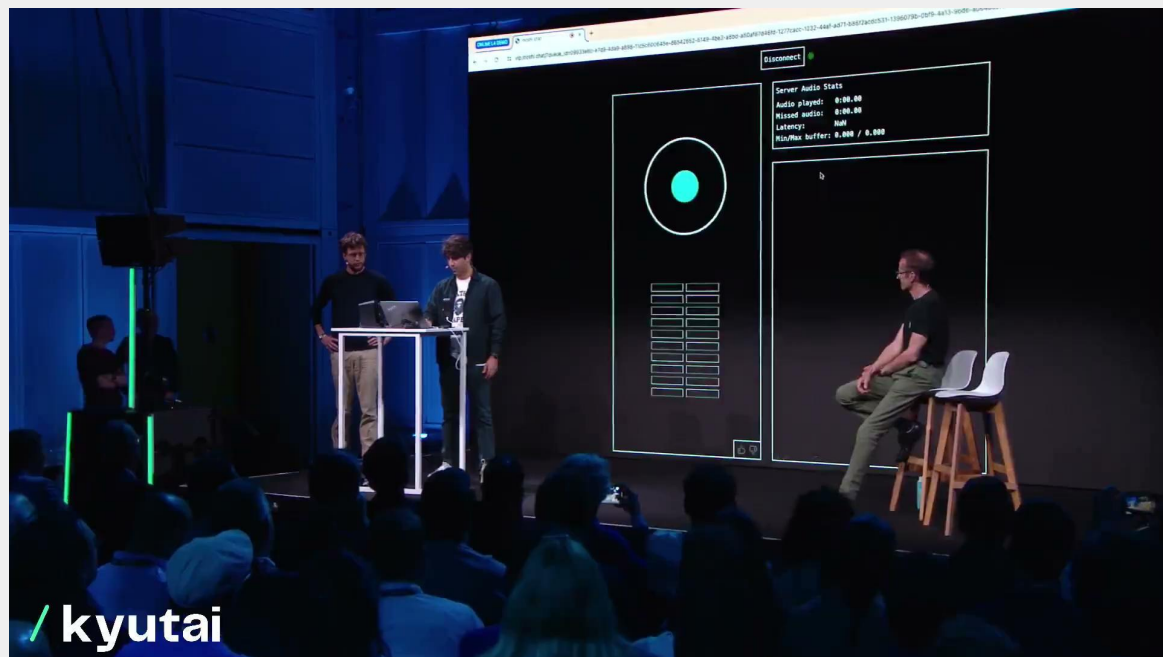 Disconnect
Server Audio Stats
Audio played: 0:00.00
Missed audio: 0:00.00
Latency: NaN
Min/Max buffer: 0.000 / 0.000
kyutai